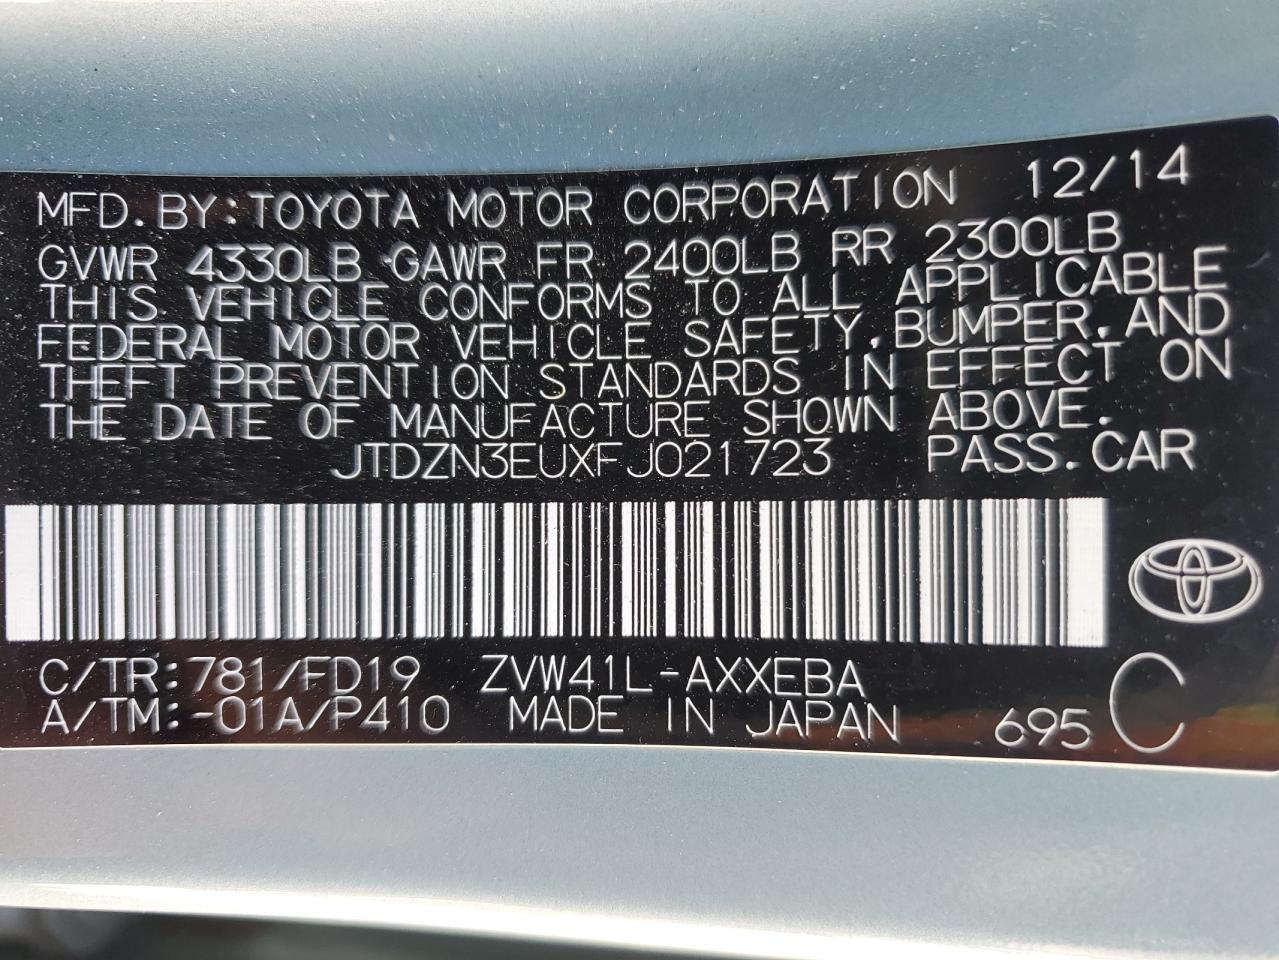 MFD. BY: TOYOTA MOTOR CORPORATION 12/14
GVWR 4330LB GAWR FR 2400LB RR 2300LB
THIS VEHICLE CONFORMS TO ALL APPLICABLE
FEDERAL MOTOR VEHICLE SAFETY, BUMPER, AND
THEFT PREVENTION STANDARDS IN EFFECT ON
THE DATE OF MANUFACTURE SHOWN ABOVE.
JTDZN3EUXFJ021723 PASS. CAR
C/TR: 781/FD19 ZVW41L-AXXEBA
A/TM: -01A/P410 MADE IN JAPAN 695 C